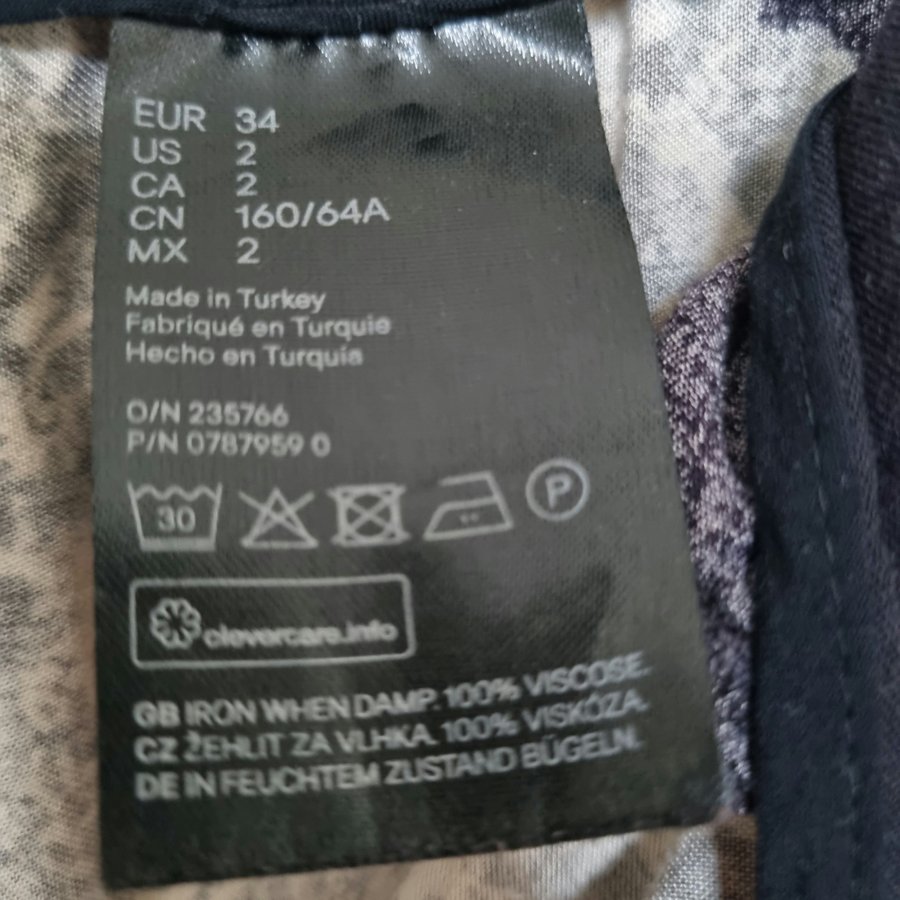 EUR 34
US 2
CA 2
CN 160/64A
MX 2
Made in Turkey
Fabriqué en Turquie
Hecho en Turquía
O/N 235766
P/N 0787959 0
30
P
clevercare.info
GB IRON WHEN DAMP. 100% VISCOSE.
CZ ŽEHLIT ZA VLHKA. 100% VISKÓZA.
DE IN FEUCHTEM ZUSTAND BÜGELN.